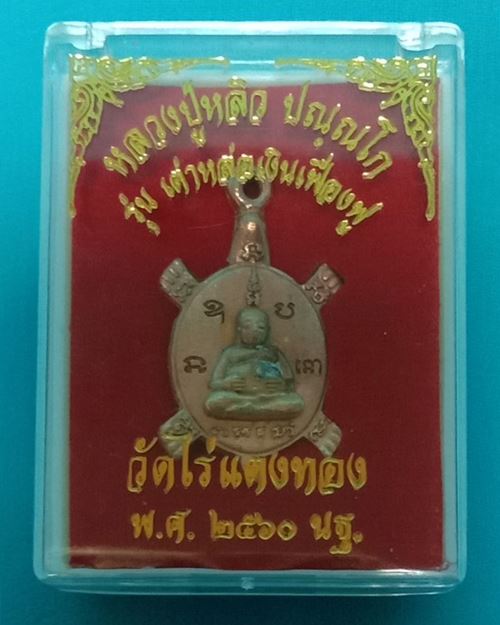 หลวงปู่หลิว ปณฺณโก
รุ่น เต่าหล่อเงินเฟื่องฟู
วัดไร่แตงทอง
พ.ศ. ๒๕๖๐ นฐ.